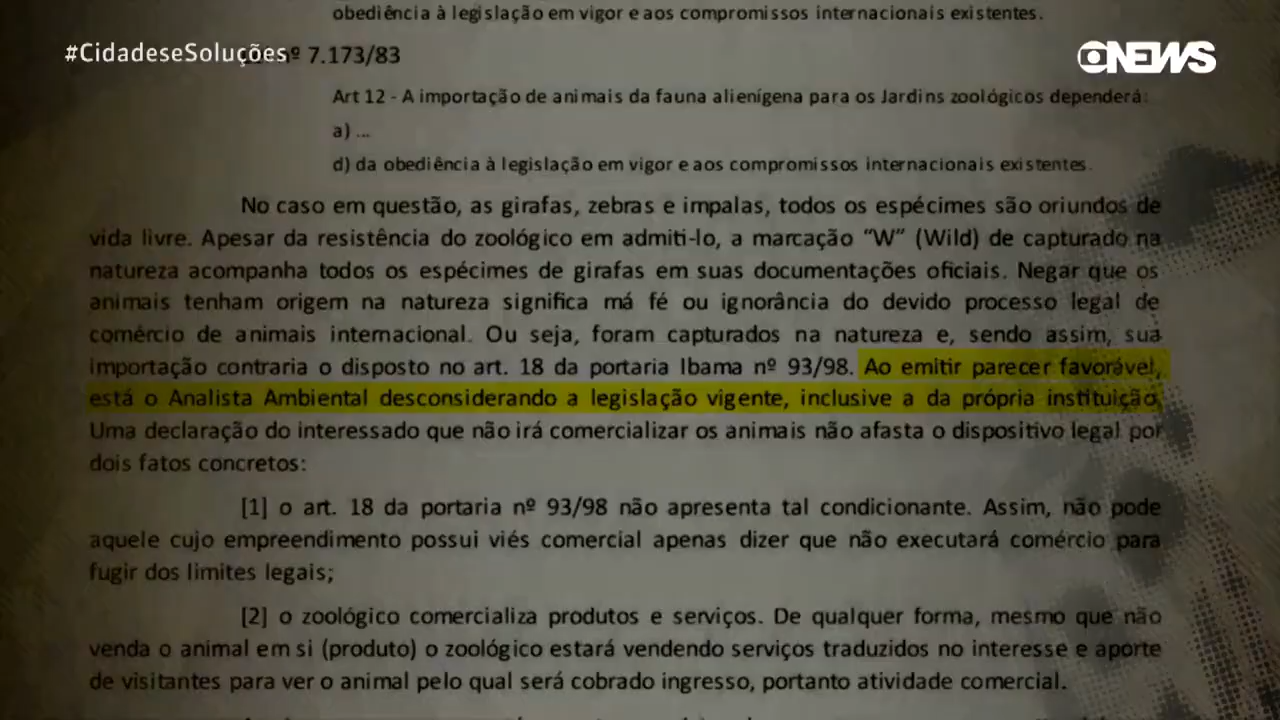 obediência à legislação em vigor e aos compromissos internacionais existentes.
#CidadeseSoluções
nº 7.173/83
GNEWS
Art 12 - A importação de animais da fauna alienígena para os Jardins zoológicos dependerá:
a) ...
d) da obediência à legislação em vigor e aos compromissos internacionais existentes.
No caso em questão, as girafas, zebras e impalas, todos os espécimes são oriundos de
vida livre. Apesar da resistência do zoológico em admiti-lo, a marcação “W” (Wild) de capturado na
natureza acompanha todos os espécimes de girafas em suas documentações oficiais. Negar que os
animais tenham origem na natureza significa má fé ou ignorância do devido processo legal de
comércio de animais internacional. Ou seja, foram capturados na natureza e, sendo assim, sua
importação contraria o disposto no art. 18 da portaria Ibama nº 93/98. Ao emitir parecer favorável,
está o Analista Ambiental desconsiderando a legislação vigente, inclusive a da própria instituição.
Uma declaração do interessado que não irá comercializar os animais não afasta o dispositivo legal por
dois fatos concretos:
[1] o art. 18 da portaria nº 93/98 não apresenta tal condicionante. Assim, não pode
aquele cujo empreendimento possui viés comercial apenas dizer que não executará comércio para
fugir dos limites legais;
[2] o zoológico comercializa produtos e serviços. De qualquer forma, mesmo que não
venda o animal em si (produto) o zoológico estará vendendo serviços traduzidos no interesse e aporte
de visitantes para ver o animal pelo qual será cobrado ingresso, portanto atividade comercial.